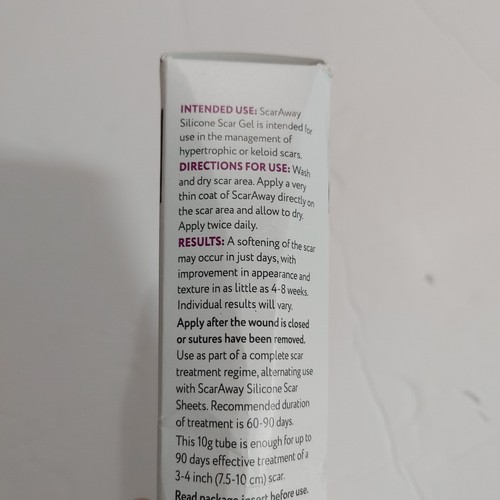 INTENDED USE: ScarAway
Silicone Scar Gel is intended for
use in the management of
hypertrophic or keloid scars.
DIRECTIONS FOR USE: Wash
and dry scar area. Apply a very
thin coat of ScarAway directly on
the scar area and allow to dry.
Apply twice daily.
RESULTS: A softening of the scar
may occur in just days, with
improvement in appearance and
texture in as little as 4-8 weeks.
Individual results will vary.
Apply after the wound is closed
or sutures have been removed.
Use as part of a complete scar
treatment regime, alternating use
with ScarAway Silicone Scar
Sheets. Recommended duration
of treatment is 60-90 days.
This 10g tube is enough for up to
90 days effective treatment of a
3-4 inch (7.5-10 cm) scar.
Read package insert before use.